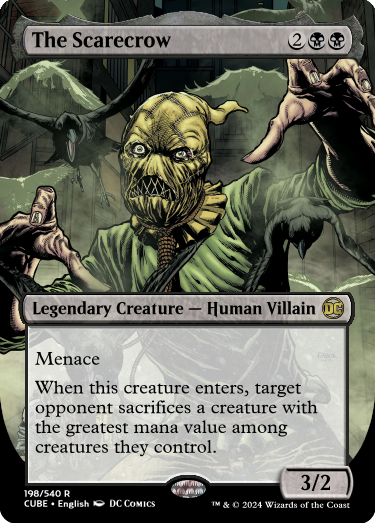 The Scarecrow 2
Legendary Creature — Human Villain DC
Menace
When this creature enters, target
opponent sacrifices a creature with
the greatest mana value among
creatures they control.
3/2
198/540 R
CUBE • English DC COMICS ™ & © 2024 Wizards of the Coast